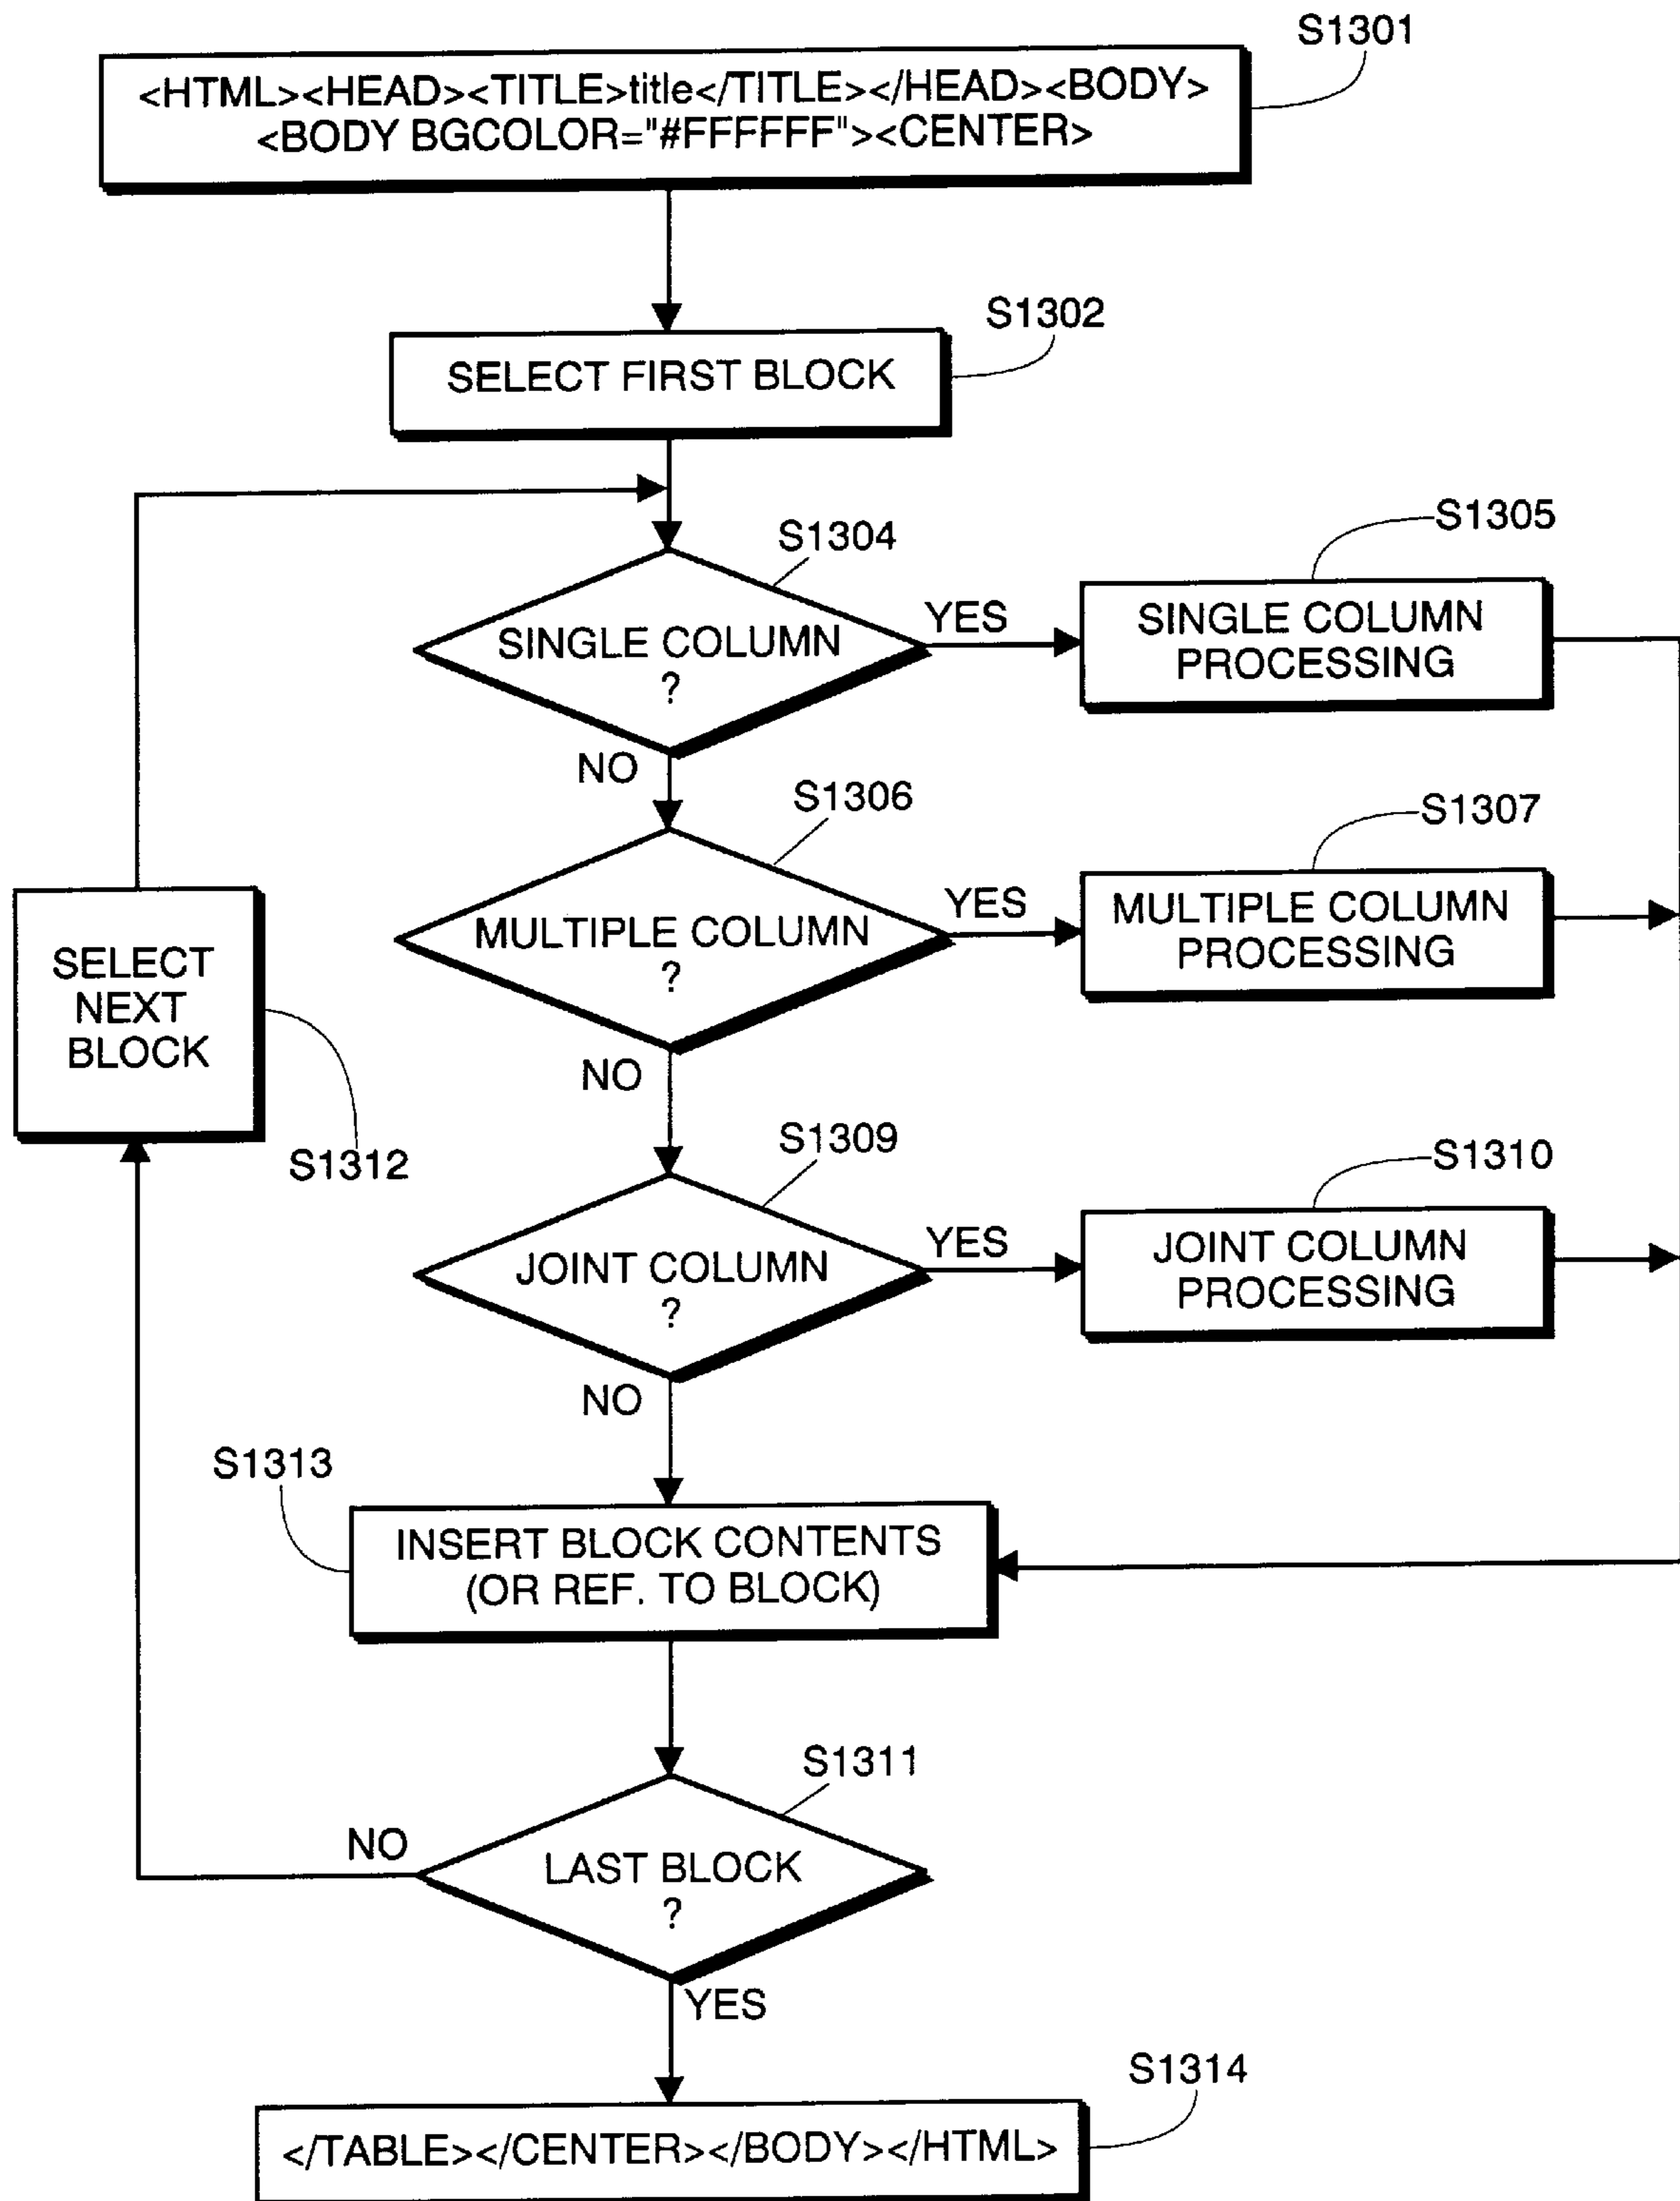 S1301
<HTML><HEAD><TITLE>title</TITLE></HEAD><BODY>
<BODY BGCOLOR="#FFFFFF"><CENTER>
S1302
SELECT FIRST BLOCK
S1304
S1305
SINGLE COLUMN
?
YES
SINGLE COLUMN
PROCESSING
NO
S1306
S1307
MULTIPLE COLUMN
?
YES
MULTIPLE COLUMN
PROCESSING
SELECT
NEXT
BLOCK
S1312
NO
S1309
S1310
JOINT COLUMN
?
YES
JOINT COLUMN
PROCESSING
NO
S1313
INSERT BLOCK CONTENTS
(OR REF. TO BLOCK)
S1311
NO
LAST BLOCK
?
YES
S1314
</TABLE></CENTER></BODY></HTML>